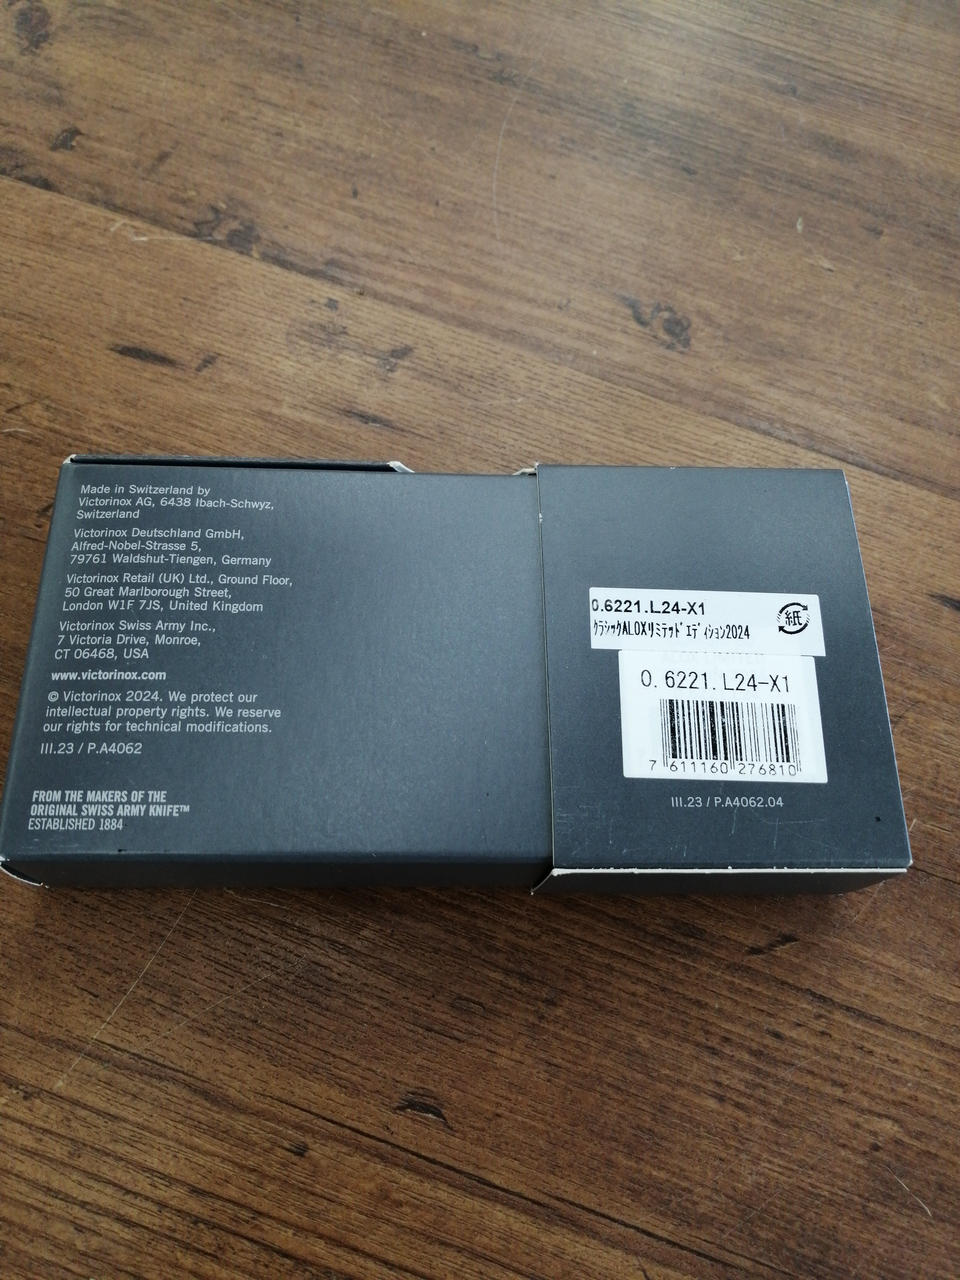 Made in Switzerland by
Victorinox AG, 6438 Ibach-Schwyz,
Switzerland
Victorinox Deutschland GmbH,
Alfred-Nobel-Strasse 5,
79761 Waldshut-Tiengen, Germany
Victorinox Retail (UK) Ltd., Ground Floor,
50 Great Marlborough Street,
London W1F 7JS, United Kingdom
Victorinox Swiss Army Inc.,
7 Victoria Drive, Monroe,
CT 06468, USA
www.victorinox.com
© Victorinox 2024. We protect our
intellectual property rights. We reserve
our rights for technical modifications.
III.23 / P.A4062
FROM THE MAKERS OF THE
ORIGINAL SWISS ARMY KNIFE™
ESTABLISHED 1884
0.6221.L24-X1
ｸﾗｼｯｸALOXﾘﾐﾃｯﾄﾞｴﾃﾞｨｼｮﾝ2024
紙
0.6221.L24-X1
7 611160 276810
III.23 / P.A4062.04